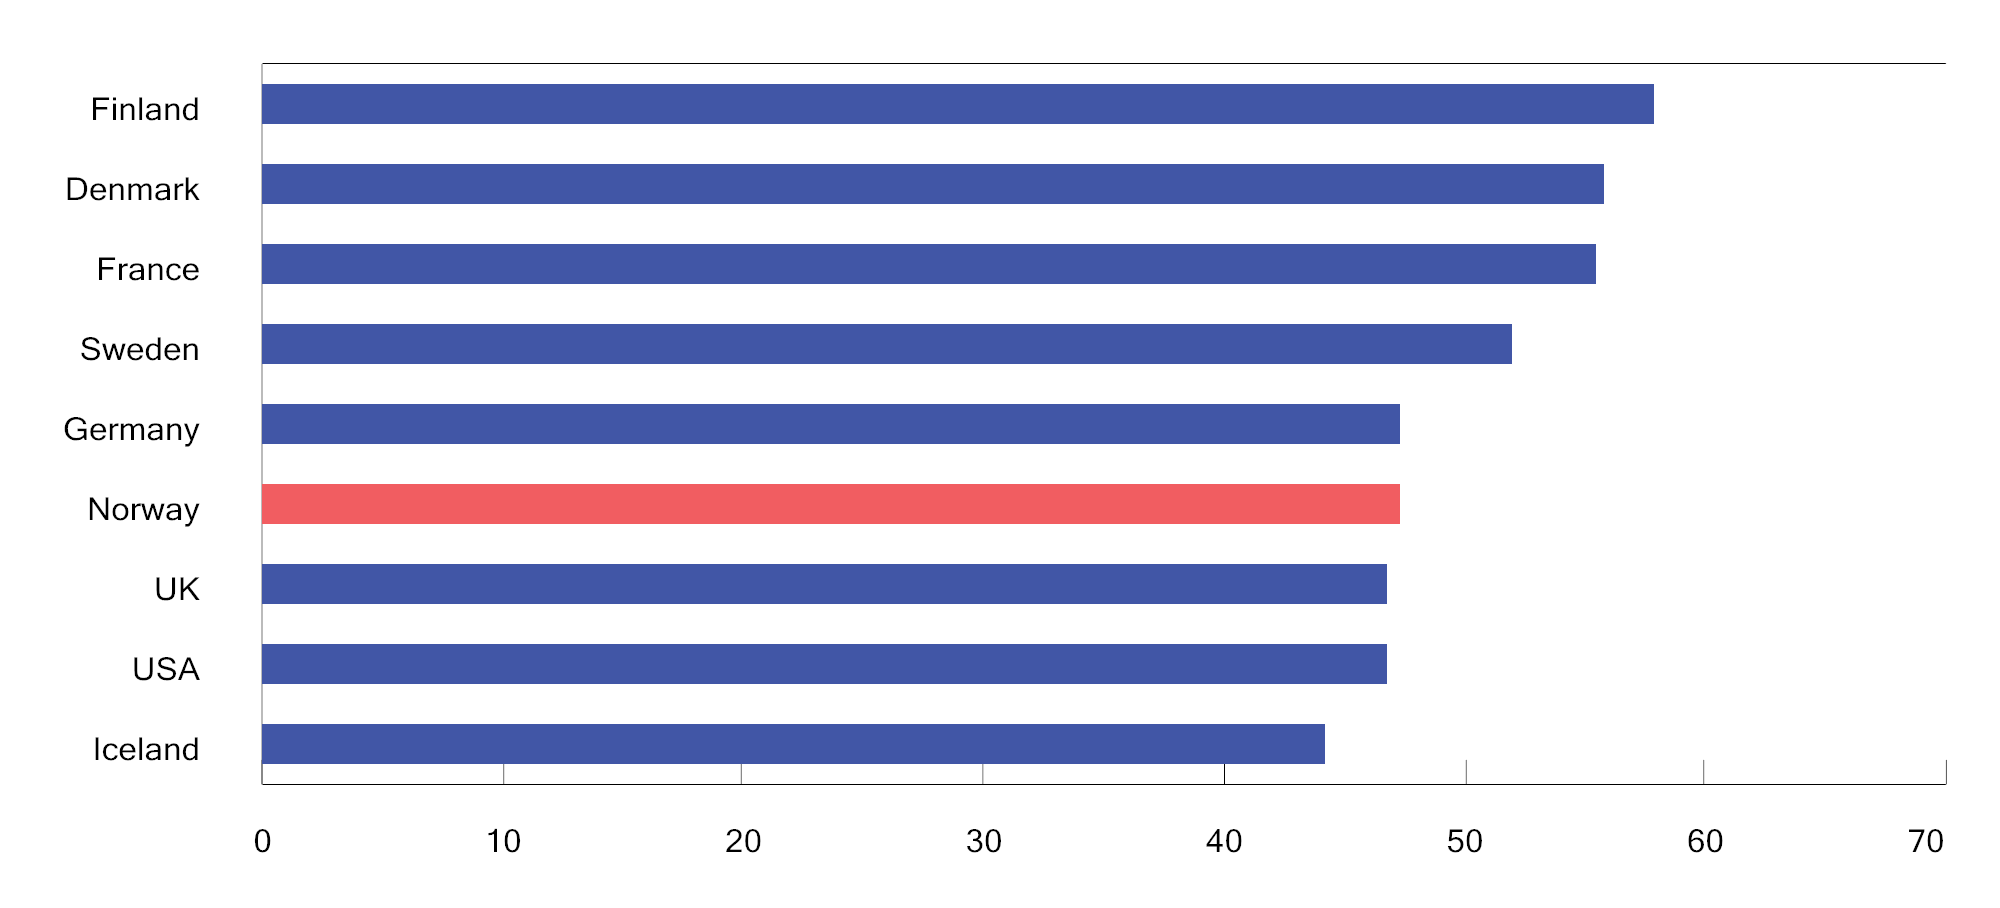 Finland
Denmark
France
Sweden
Germany
Norway
UK
USA
Iceland
0 10 20 30 40 50 60 70